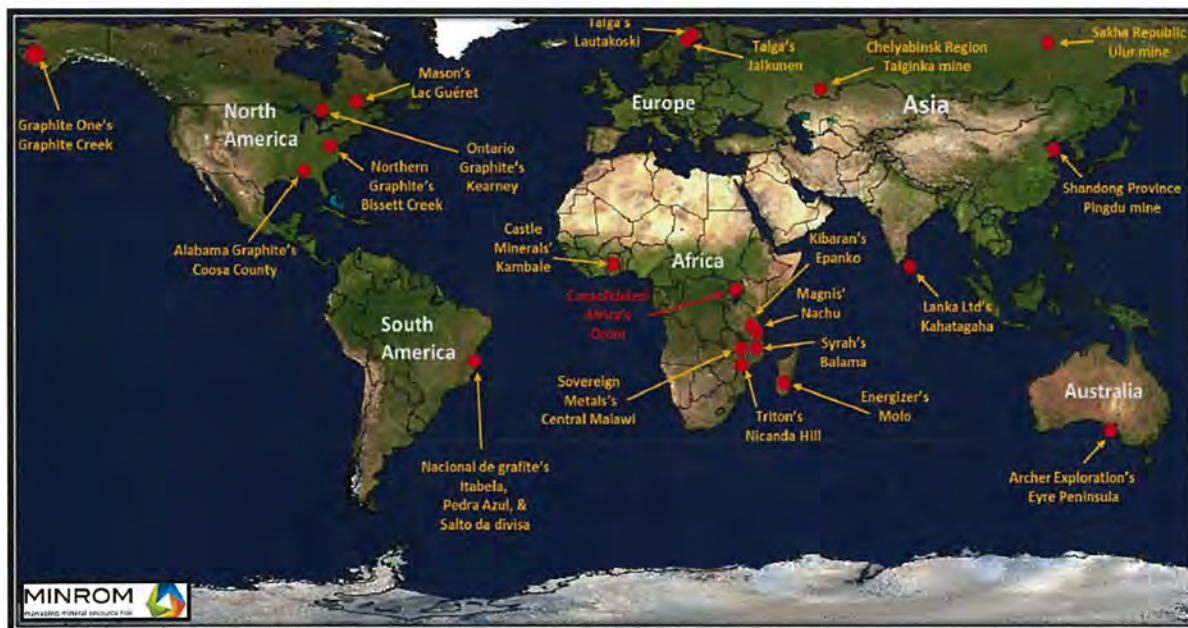 Talga's
Lautakoski
Talga's
Jalkunen
Chelyabinsk Region
Taiginka mine
Sakha Republic
Ulur mine
Mason's
Lac Guéret
North
America
Europe
Asia
Graphite One's
Graphite Creek
Northern
Graphite's
Bissett Creek
Ontario
Graphite's
Kearney
Shandong Province
Pingdu mine
Alabama Graphite's
Coosa County
Castle
Minerals'
Kambale
Africa
Kibaran's
Epanko
Consolidated
Africa's
Magnis'
Nachu
Lanka Ltd's
Kahatagaha
South
America
Syrah's
Balama
Sovereign
Metals's
Central Malawi
Triton's
Nicanda Hill
Energizer's
Molo
Australia
Nacional de grafite's
Itabela,
Pedra Azul, &
Salto da divisa
Archer Exploration's
Eyre Peninsula
MINROM
managing mineral resource risk